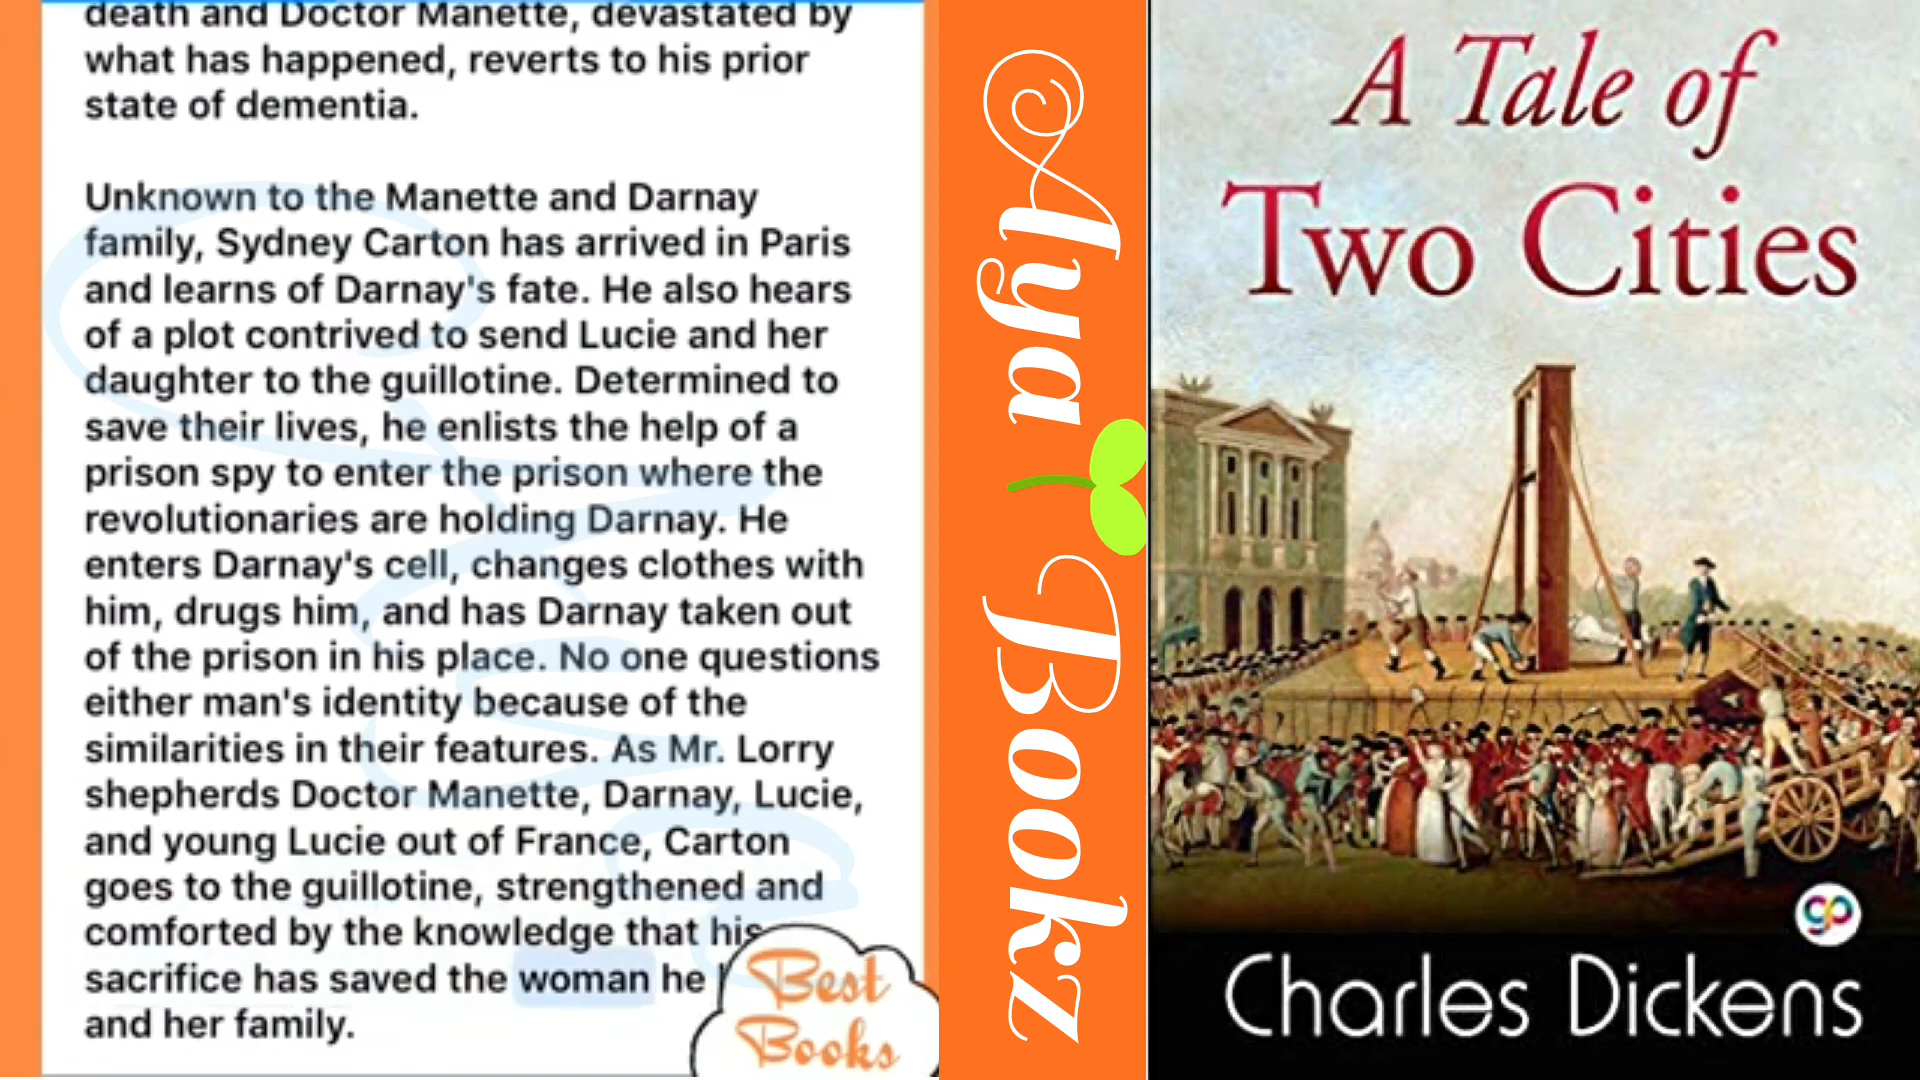 death and Doctor Manette, devastated by
what has happened, reverts to his prior
state of dementia.
Unknown to the Manette and Darnay
family, Sydney Carton has arrived in Paris
and learns of Darnay's fate. He also hears
of a plot contrived to send Lucie and her
daughter to the guillotine. Determined to
save their lives, he enlists the help of a
prison spy to enter the prison where the
revolutionaries are holding Darnay. He
enters Darnay's cell, changes clothes with
him, drugs him, and has Darnay taken out
of the prison in his place. No one questions
either man's identity because of the
similarities in their features. As Mr. Lorry
shepherds Doctor Manette, Darnay, Lucie,
and young Lucie out of France, Carton
goes to the guillotine, strengthened and
comforted by the knowledge that his
sacrifice has saved the woman he
and her family.
Best
Books
Aya Bookz
A Tale of
Two Cities
gp
Charles Dickens